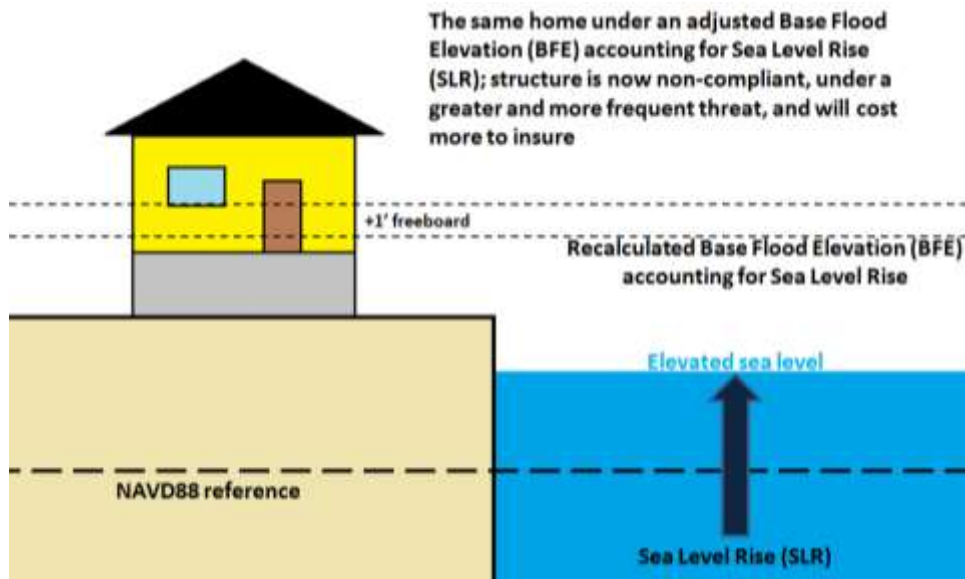 The same home under an adjusted Base Flood
Elevation (BFE) accounting for Sea Level Rise
(SLR); structure is now non-compliant, under a
greater and more frequent threat, and will cost
more to insure
+1' freeboard
Recalculated Base Flood Elevation (BFE)
accounting for Sea Level Rise
Elevated sea level
NAVD88 reference
Sea Level Rise (SLR)